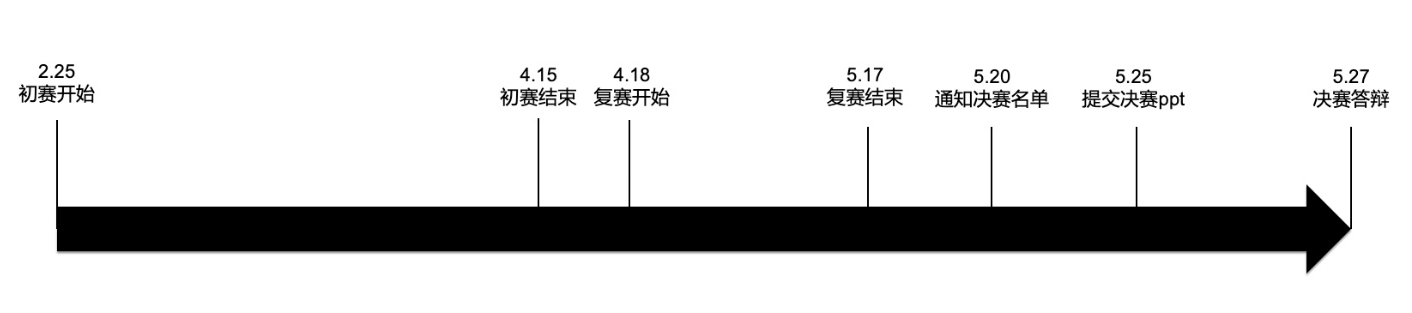 2.25
初赛开始
4.15
初赛结束
4.18
复赛开始
5.17
复赛结束
5.20
通知决赛名单
5.25
提交决赛ppt
5.27
决赛答辩